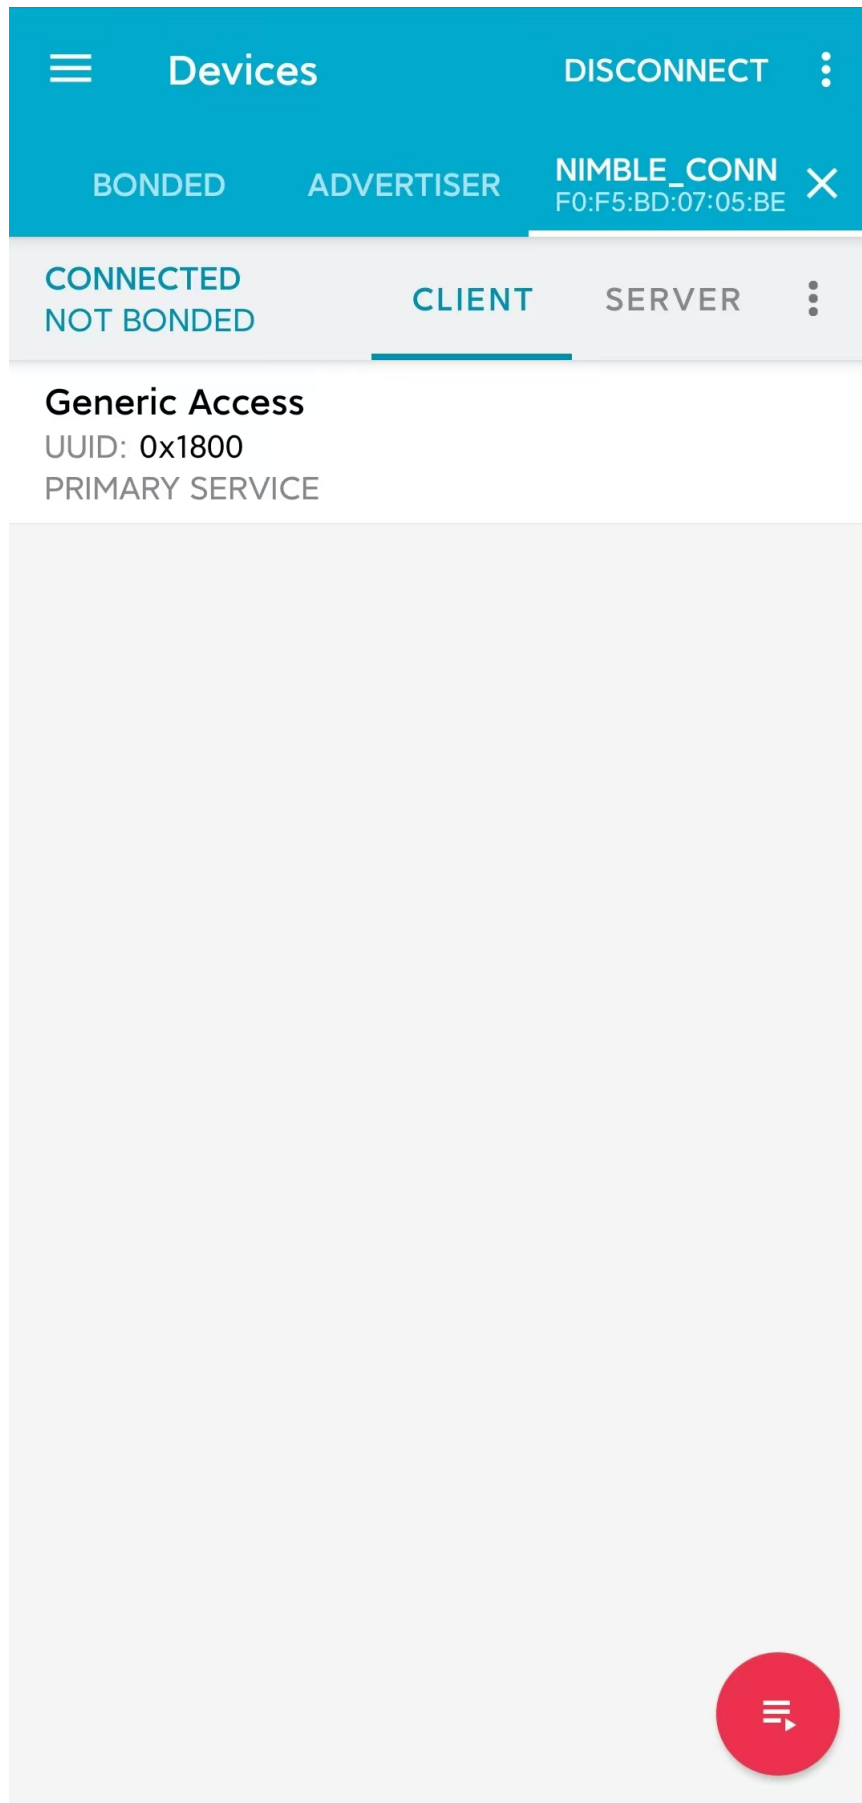 Devices
DISCONNECT
BONDED
ADVERTISER
NIMBLE_CONN
F0:F5:BD:07:05:BE
CONNECTED
NOT BONDED
CLIENT
SERVER
Generic Access
UUID: 0x1800
PRIMARY SERVICE